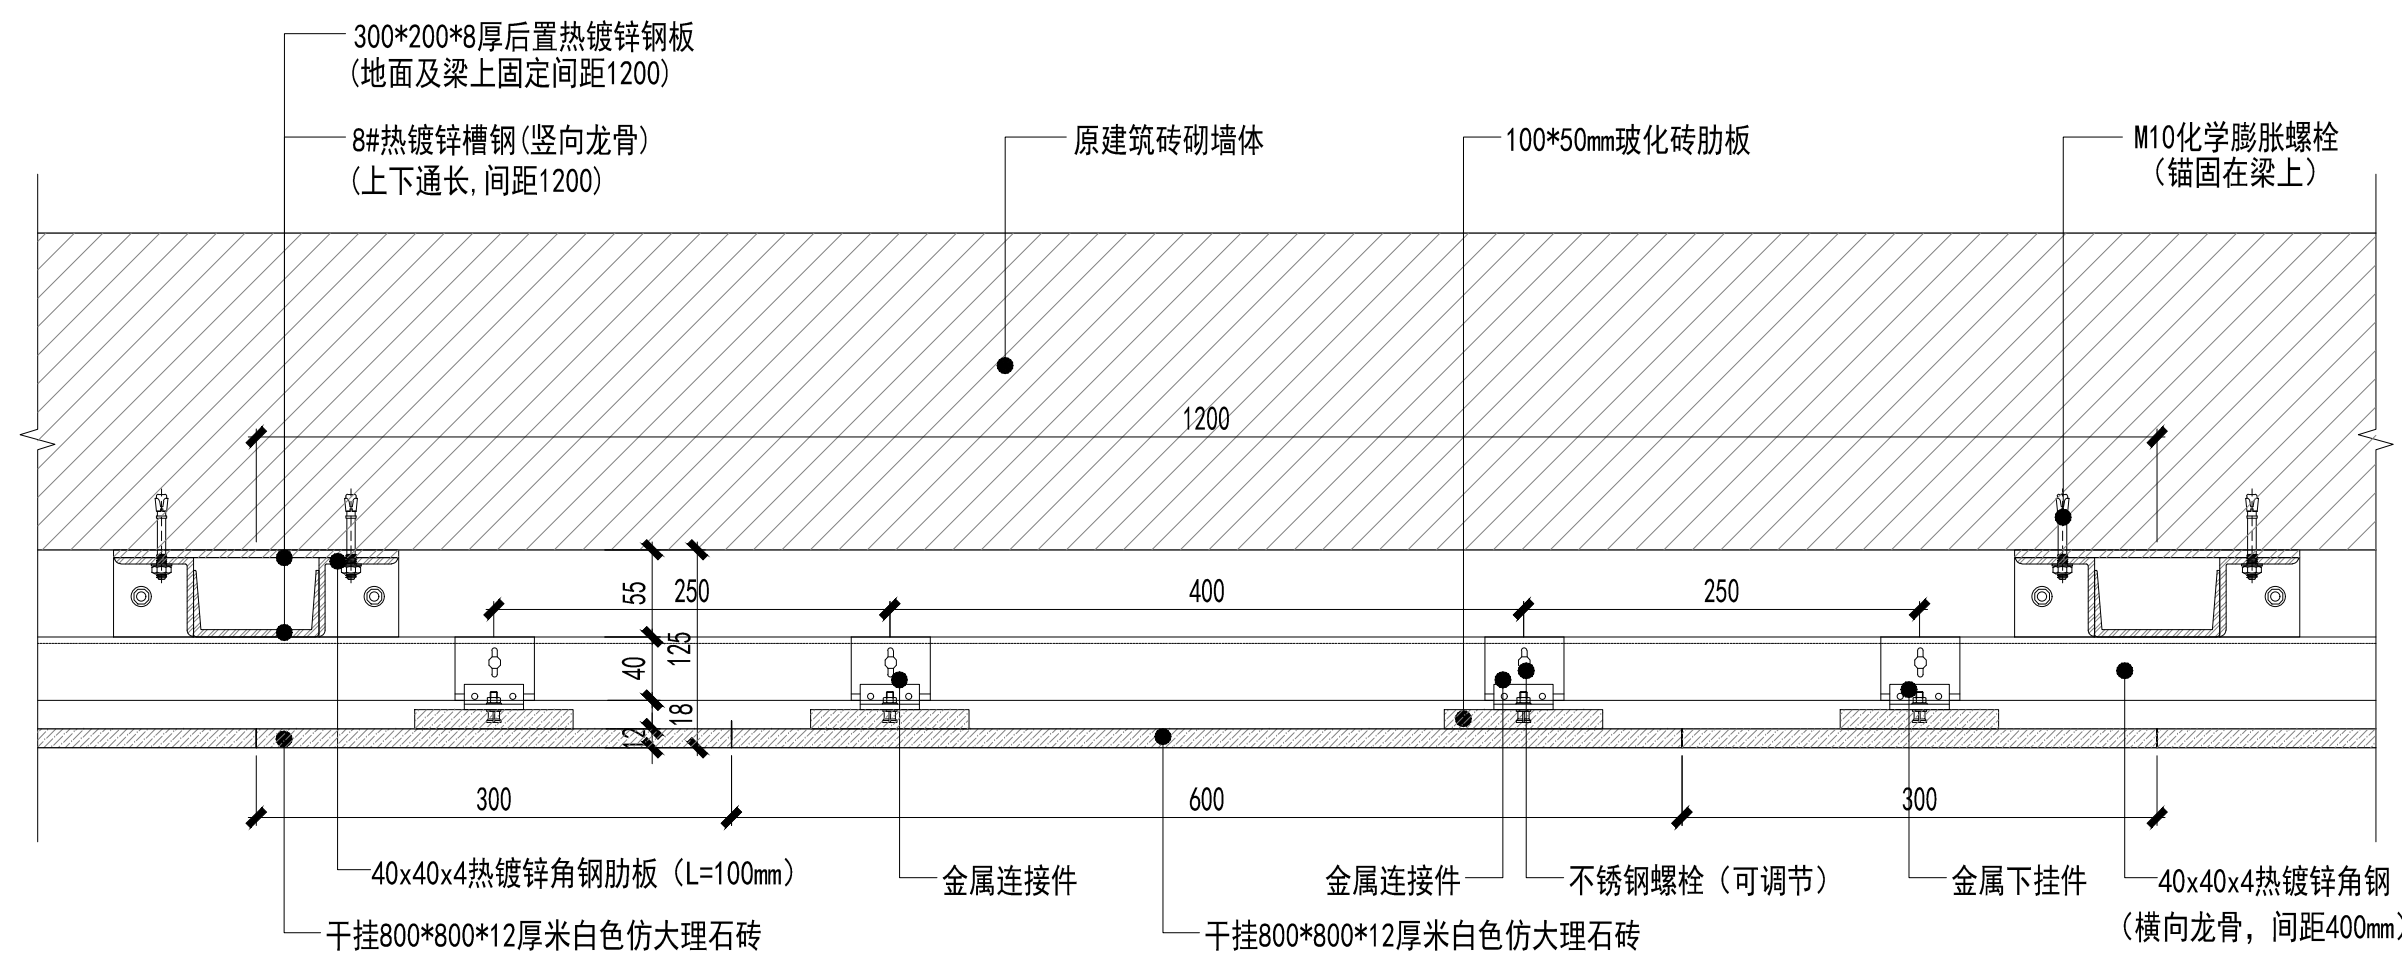 300*200*8厚后置热镀锌钢板
(地面及梁上固定间距1200)
8#热镀锌槽钢(竖向龙骨)
(上下通长,间距1200)
原建筑砖砌墙体
100*50mm玻化砖肋板
M10化学膨胀螺栓
（锚固在梁上）
1200
55
250
400
250
125
40
18
12
300
600
300
40x40x4热镀锌角钢肋板（L=100mm）
金属连接件
金属连接件
不锈钢螺栓（可调节）
金属下挂件
40x40x4热镀锌角钢
（横向龙骨，间距400mm）
干挂800*800*12厚米白色仿大理石砖
干挂800*800*12厚米白色仿大理石砖